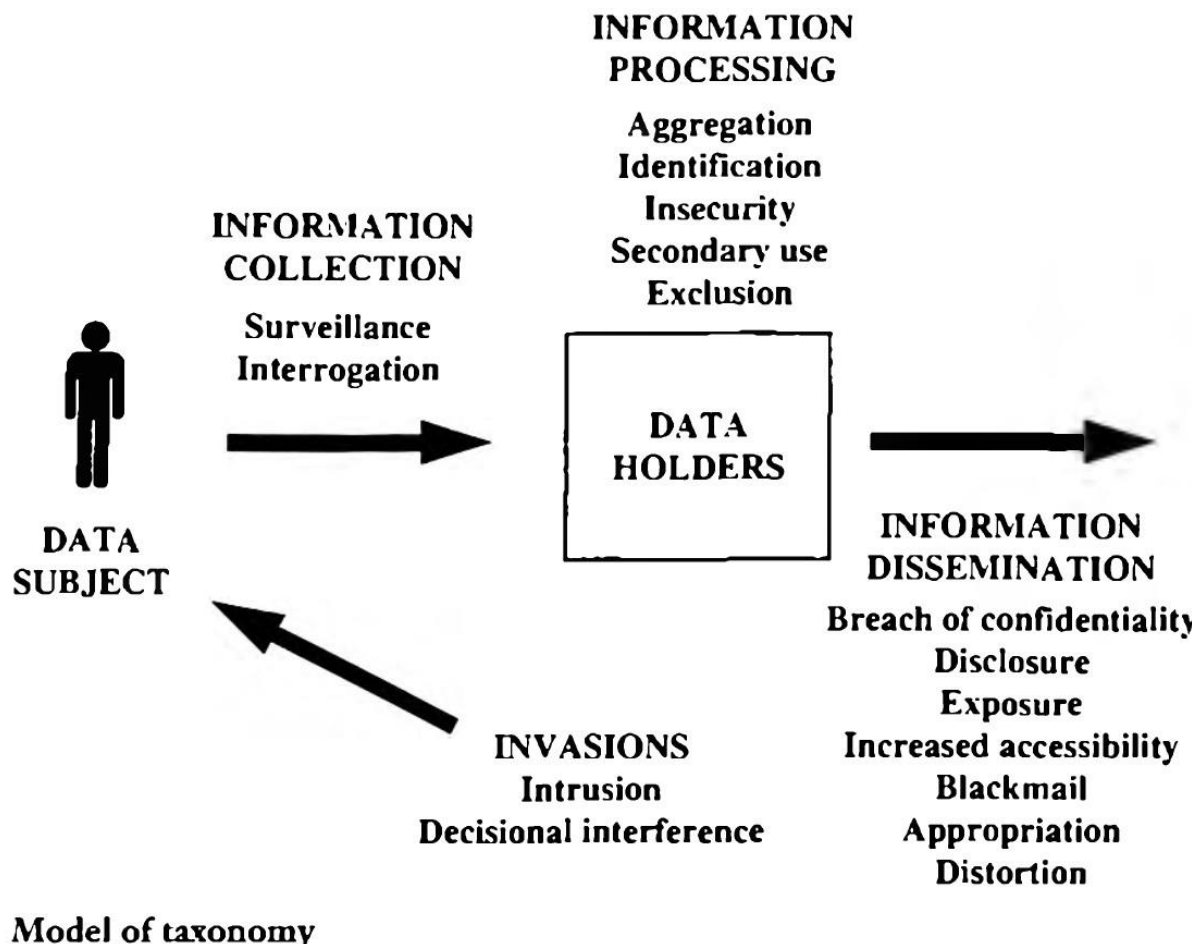 INFORMATION
PROCESSING
Aggregation
Identification
Insecurity
Secondary use
Exclusion
INFORMATION
COLLECTION
Surveillance
Interrogation
DATA
SUBJECT
DATA
HOLDERS
INFORMATION
DISSEMINATION
Breach of confidentiality
Disclosure
Exposure
Increased accessibility
Blackmail
Appropriation
Distortion
INVASIONS
Intrusion
Decisional interference
Model of taxonomy